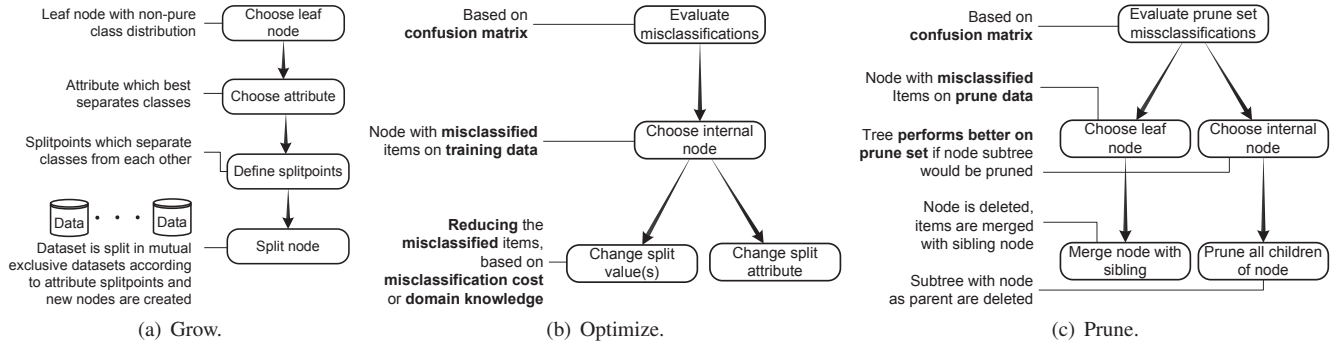 Leaf node with non-pure
class distribution
Choose leaf
node
Attribute which best
separates classes
Choose attribute
Splitpoints which separate
classes from each other
Define splitpoints
Data
Data
Split node
Dataset is split in mutual
exclusive datasets according
to attribute splitpoints and
new nodes are created
(a) Grow.
Based on
confusion matrix
Evaluate
misclassifications
Node with misclassified
items on training data
Choose internal
node
Reducing the
misclassified items,
based on
misclassification cost
or domain knowledge
Change split
value(s)
Change split
attribute
(b) Optimize.
Based on
confusion matrix
Evaluate prune set
missclassifications
Node with misclassified
Items on prune data
Choose leaf
node
Choose internal
node
Tree performs better on
prune set if node subtree
would be pruned
Node is deleted,
items are merged
with sibling node
Merge node with
sibling
Prune all children
of node
Subtree with node
as parent are deleted
(c) Prune.